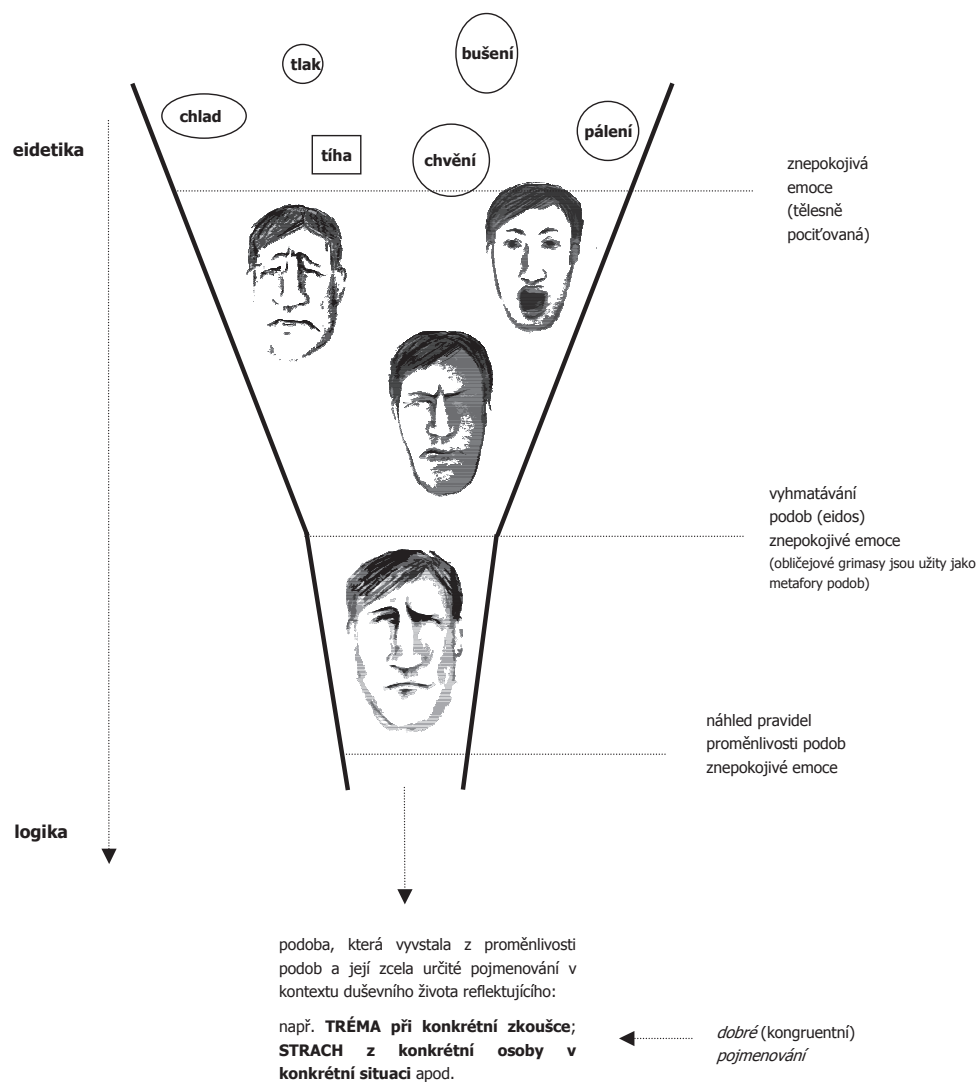 bušení
tlak
chlad
pálení
eidetika
tíha
chvění
znepokojivá
emoce
(tělesně
pociťovaná)
vyhmatávání
podob (eidos)
znepokojivé emoce
(obličejové grimasy jsou užity jako
metafory podob)
náhled pravidel
proměnlivosti podob
znepokojivé emoce
logika
podoba, která vyvstala z proměnlivosti
podob a její zcela určité pojmenování v
kontextu duševního života reflektujícího:
např. TRÉMA při konkrétní zkoušce;
STRACH z konkrétní osoby v
konkrétní situaci apod.
dobré (kongruentní)
pojmenování